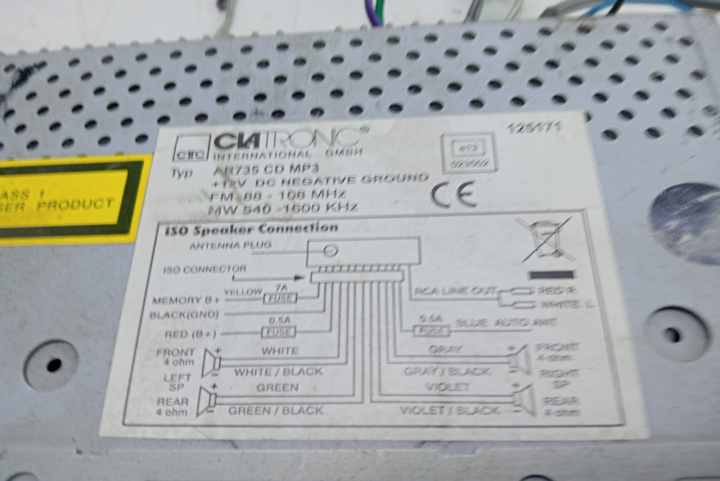 125171
CTC CLATRONIC®
INTERNATIONAL GMBH
Typ AR735 CD MP3
+12V DC NEGATIVE GROUND
FM 88 - 108 MHz
MW 540 -1600 KHz
CE
ASS 1
SER PRODUCT
ISO Speaker Connection
ANTENNA PLUG
ISO CONNECTOR
MEMORY B+ YELLOW 7A FUSE
BLACK(GND)
RED (B+) 0.5A FUSE
RCA LINE OUT RED R
WHITE L
0.5A FUSE BLUE AUTO ANT
FRONT 4 ohm WHITE
WHITE / BLACK
LEFT SP
REAR 4 ohm GREEN
GREEN / BLACK
GRAY FRONT 4 ohm
GRAY / BLACK
RIGHT SP
VIOLET REAR 4 ohm
VIOLET / BLACK